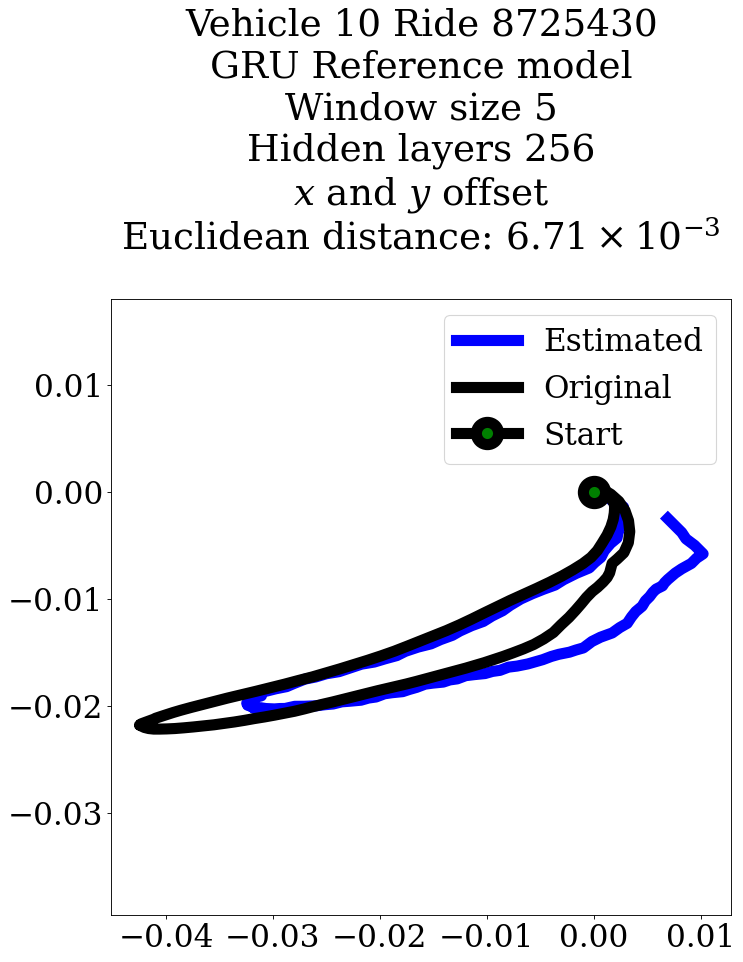 Vehicle 10 Ride 8725430
GRU Reference model
Window size 5
Hidden layers 256
x and y offset
Euclidean distance: 6.71 × 10⁻³
Estimated
Original
Start
0.01
0.00
−0.01
−0.02
−0.03
−0.04 −0.03 −0.02 −0.01 0.00 0.01